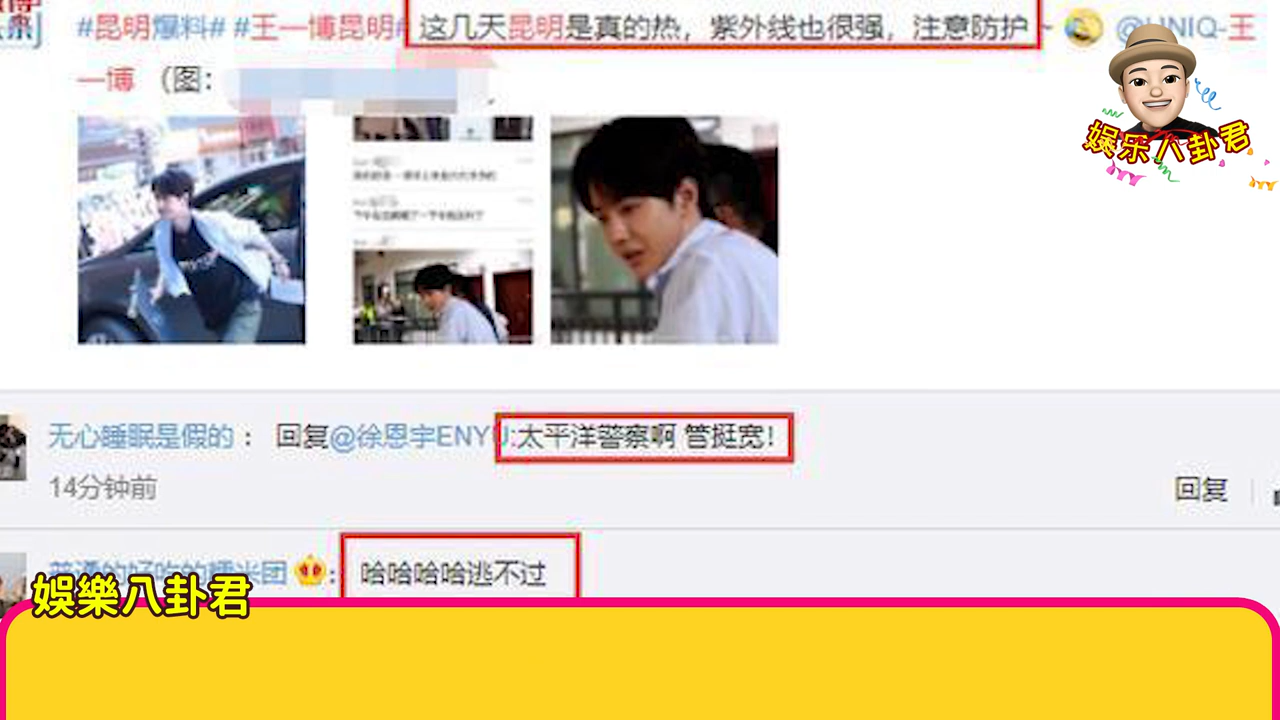 #昆明爆料# #王一博昆明# 这几天昆明是真的热，紫外线也很强，注意防护~ @UNIQ-王
一博 （图：
娱乐八卦君
无心睡眠是假的： 回复@徐恩宇ENYU:太平洋警察啊 管挺宽！
14分钟前
回复
哈哈哈哈逃不过
娛樂八卦君